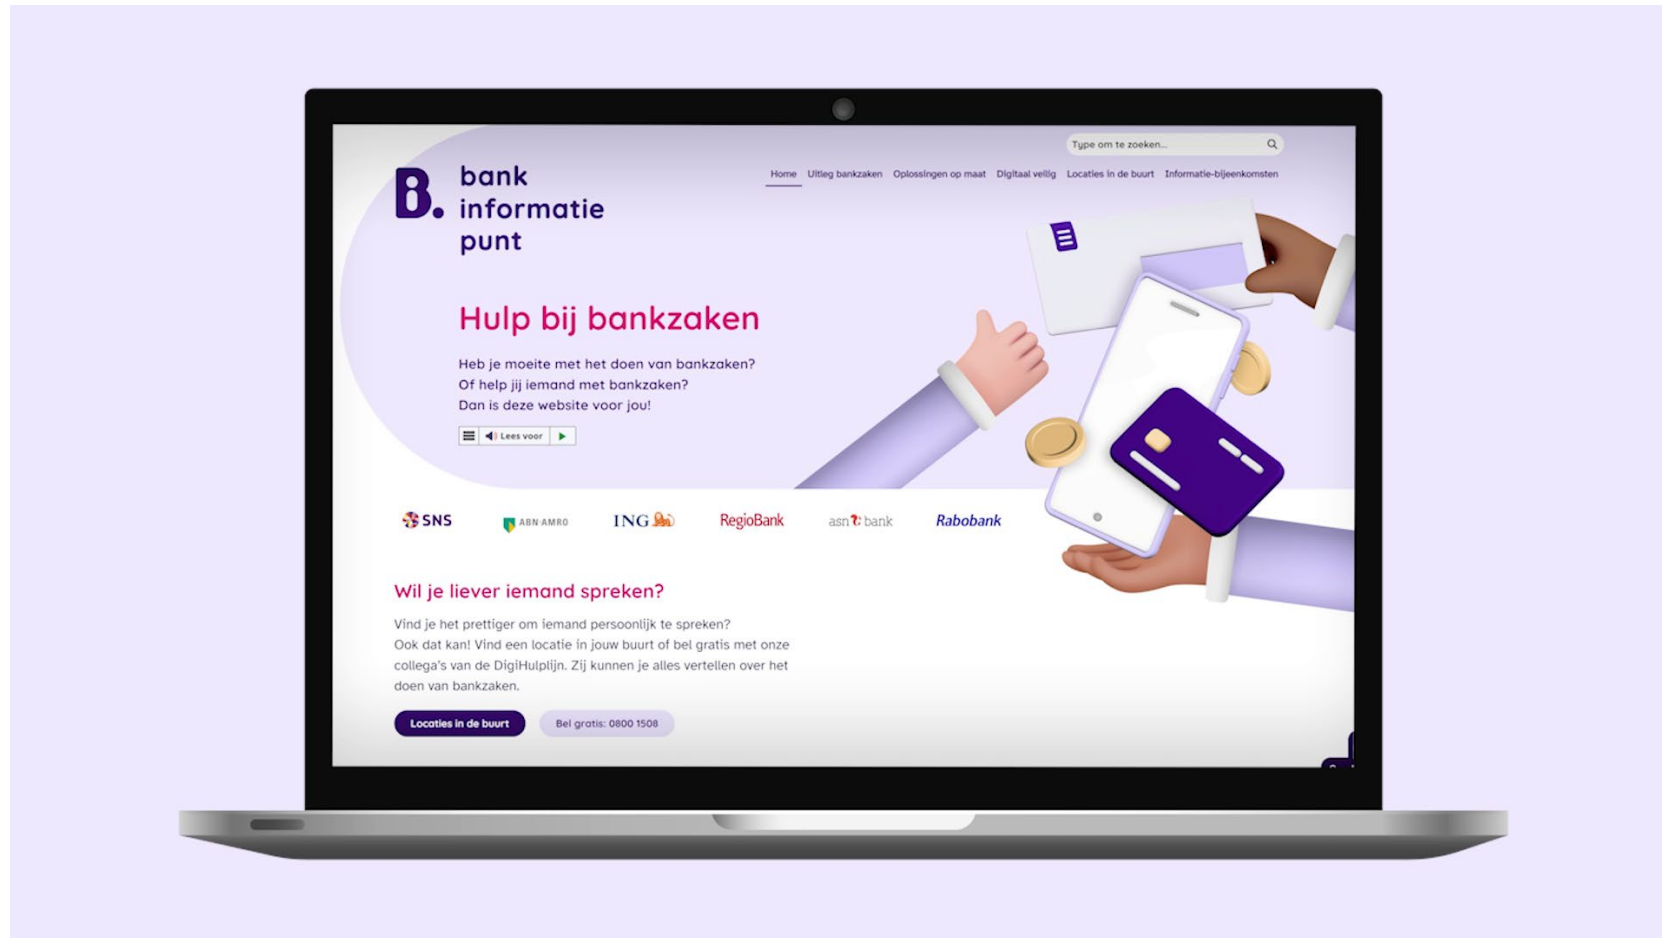 Type om te zoeken...
Home Uitleg bankzaken Oplossingen op maat Digitaal veilig Locaties in de buurt Informatie-bijeenkomsten
Bi.
bank
informatie
punt
Hulp bij bankzaken
Heb je moeite met het doen van bankzaken?
Of help jij iemand met bankzaken?
Dan is deze website voor jou!
Lees voor
SNS ABN·AMRO ING RegioBank asn bank Rabobank
Wil je liever iemand spreken?
Vind je het prettiger om iemand persoonlijk te spreken?
Ook dat kan! Vind een locatie in jouw buurt of bel gratis met onze
collega's van de DigiHulplijn. Zij kunnen je alles vertellen over het
doen van bankzaken.
Locaties in de buurt Bel gratis: 0800 1508